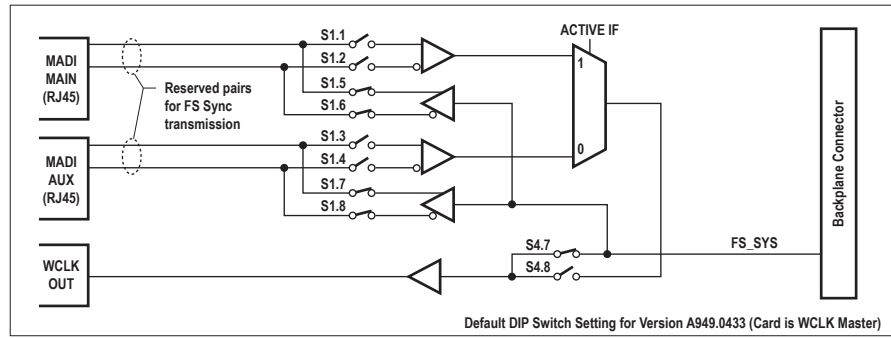 MADI
MAIN
(RJ45)
Reserved pairs
for FS Sync
transmission
MADI
AUX
(RJ45)
WCLK
OUT
S1.1
S1.2
S1.5
S1.6
S1.3
S1.4
S1.7
S1.8
S4.7
S4.8
ACTIVE IF
1
0
FS_SYS
Backplane Connector
Default DIP Switch Setting for Version A949.0433 (Card is WCLK Master)